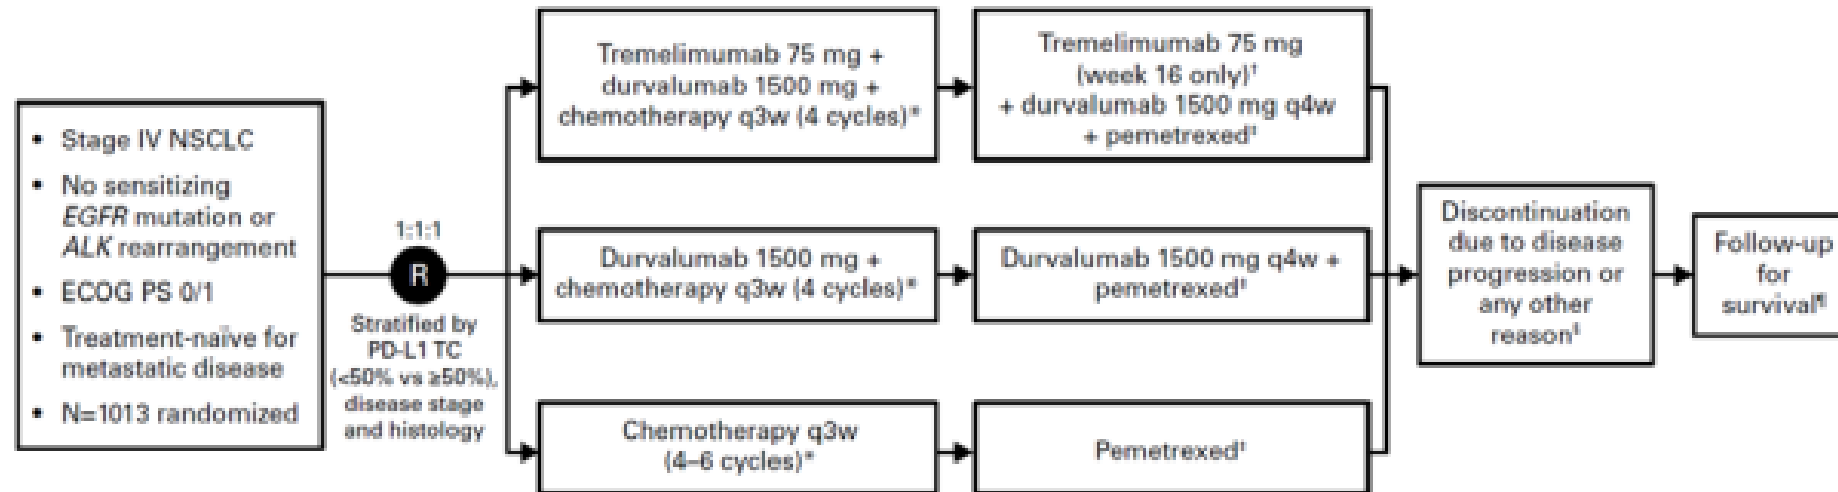 • Stage IV NSCLC
• No sensitizing
EGFR mutation or
ALK rearrangement
• ECOG PS 0/1
• Treatment-naïve for
metastatic disease
• N=1013 randomized
1:1:1
R
Stratified by
PD-L1 TC
(<50% vs ≥50%),
disease stage
and histology
Tremelimumab 75 mg +
durvalumab 1500 mg +
chemotherapy q3w (4 cycles)*
Tremelimumab 75 mg
(week 16 only)†
+ durvalumab 1500 mg q4w
+ pemetrexed‡
Durvalumab 1500 mg +
chemotherapy q3w (4 cycles)*
Durvalumab 1500 mg q4w +
pemetrexed‡
Chemotherapy q3w
(4–6 cycles)*
Pemetrexed‡
Discontinuation
due to disease
progression or
any other
reason§
Follow-up
for
survival¶